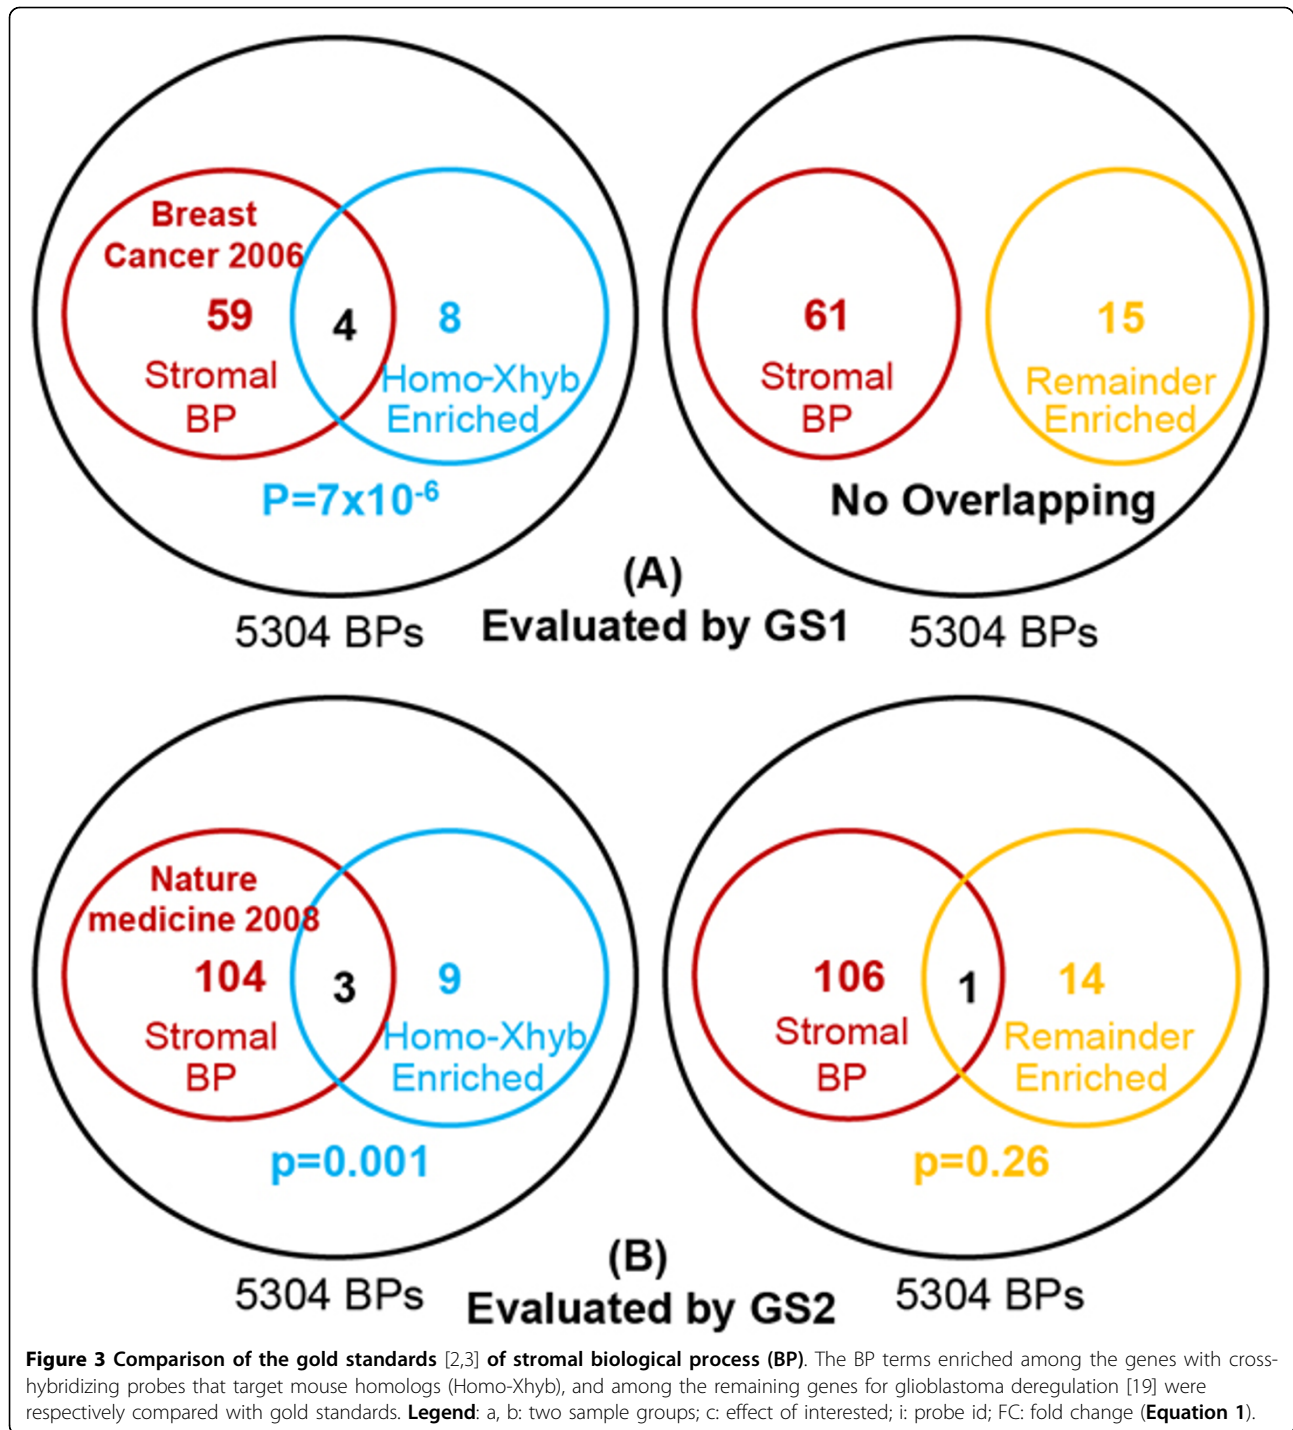 Breast
Cancer 2006
59
4
8
Stromal
BP
Homo-Xhyb
Enriched
P=7x10-6
61
15
Stromal
BP
Remainder
Enriched
No Overlapping
(A)
5304 BPs
Evaluated by GS1
5304 BPs
Nature
medicine 2008
104
3
9
Stromal
BP
Homo-Xhyb
Enriched
p=0.001
106
1
14
Stromal
BP
Remainder
Enriched
p=0.26
(B)
5304 BPs
Evaluated by GS2
5304 BPs
Figure 3 Comparison of the gold standards [2,3] of stromal biological process (BP). The BP terms enriched among the genes with cross-
hybridizing probes that target mouse homologs (Homo-Xhyb), and among the remaining genes for glioblastoma deregulation [19] were
respectively compared with gold standards. Legend: a, b: two sample groups; c: effect of interested; i: probe id; FC: fold change (Equation 1).